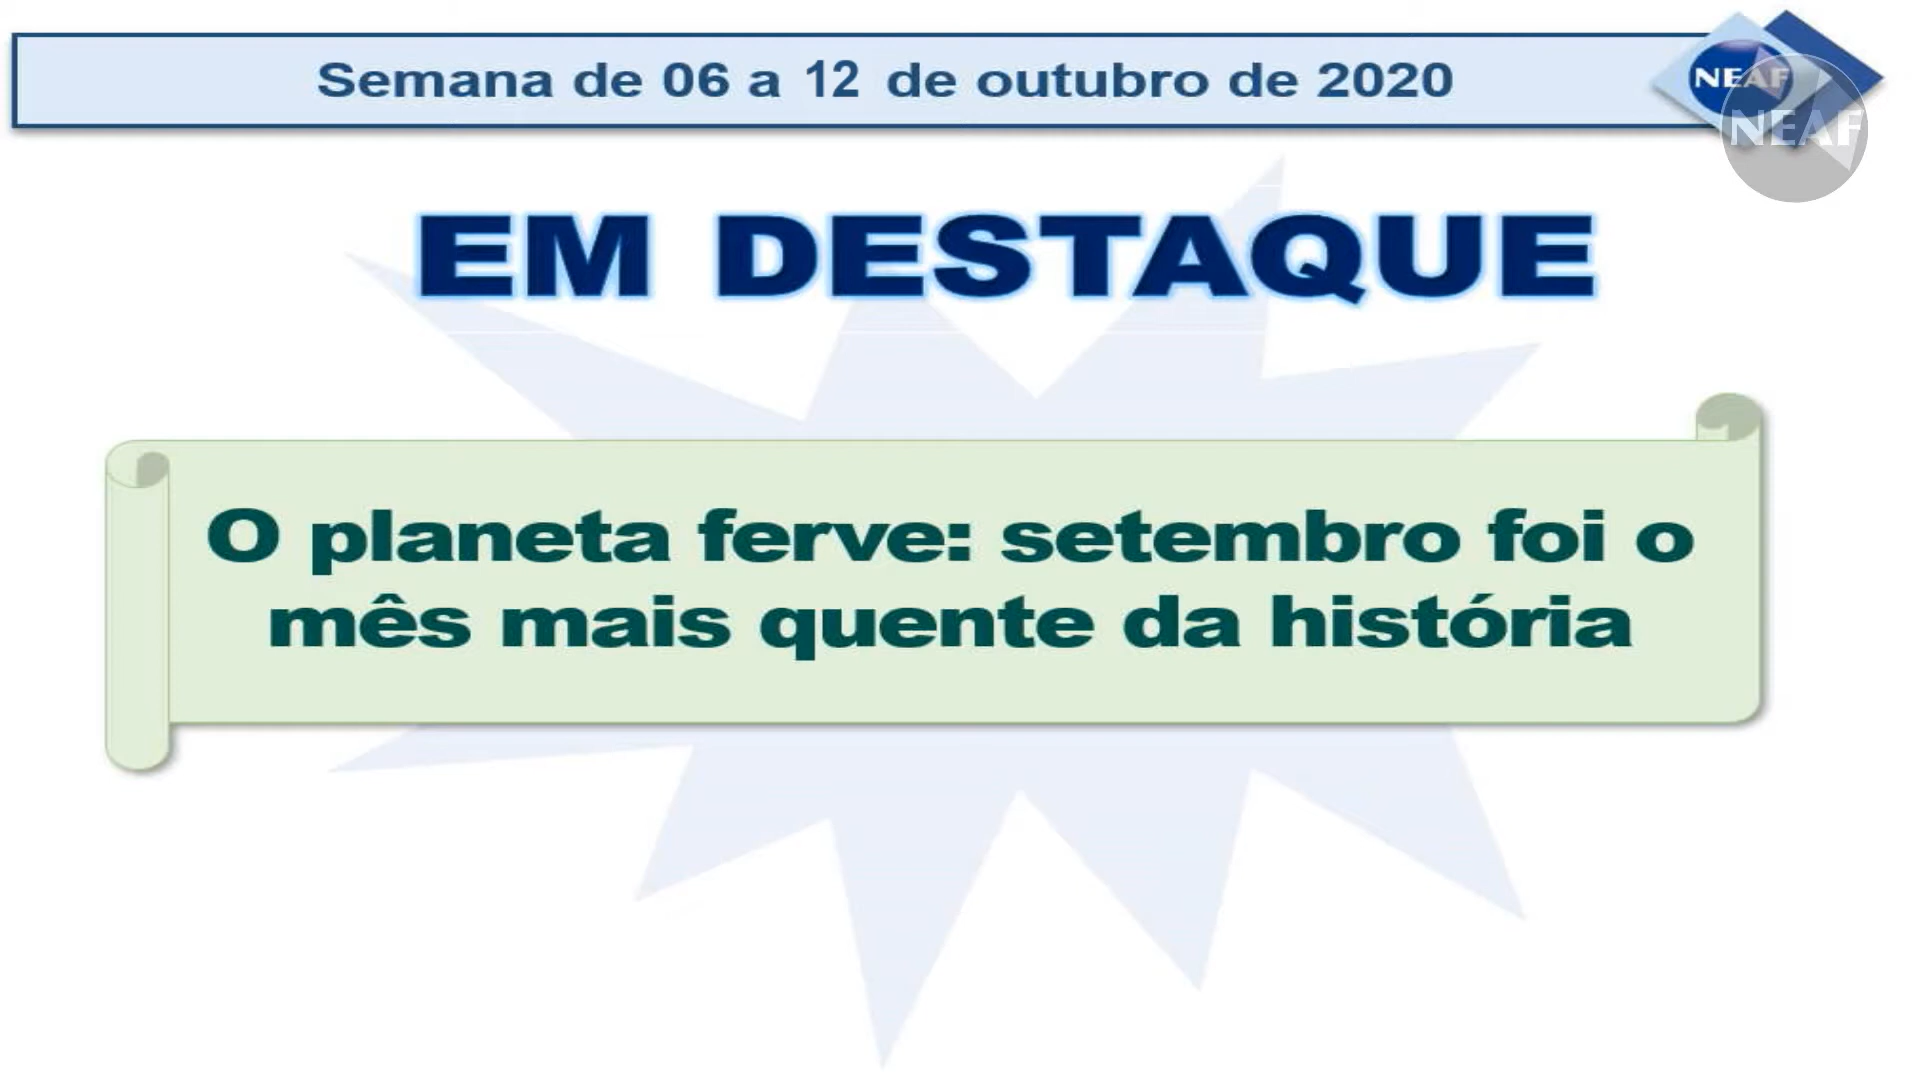 Semana de 06 a 12 de outubro de 2020
NEAF
NEAF
EM DESTAQUE
O planeta ferve: setembro foi o
mês mais quente da história